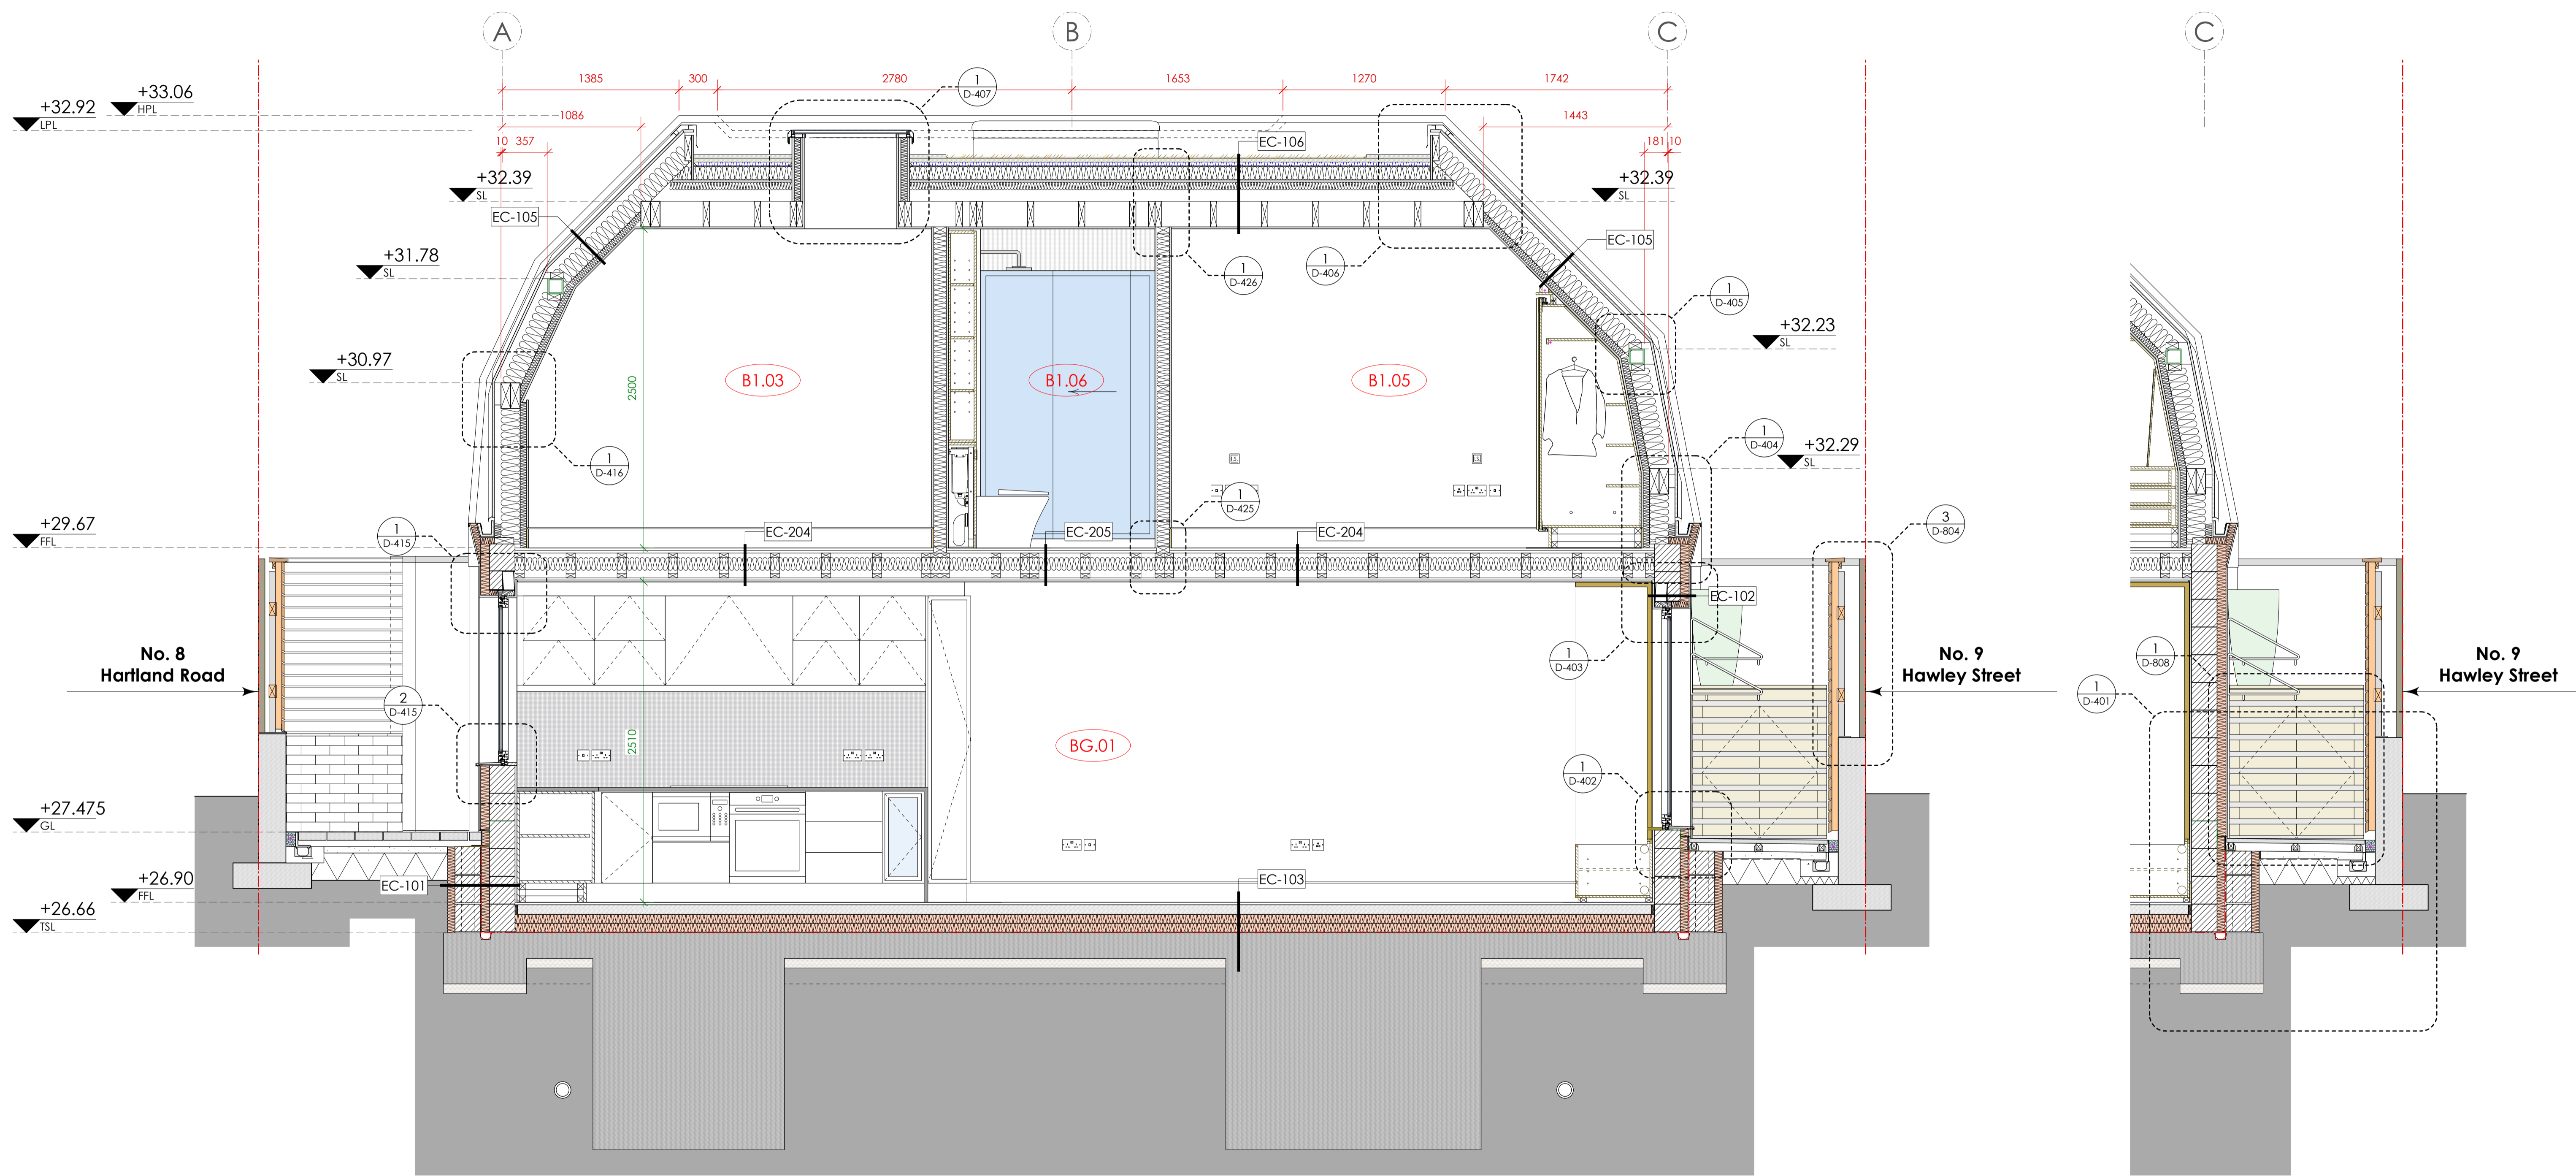 A
B
C
C
1385
300
2780
1653
1270
1742
1
D-407
+33.06
HPL
+32.92
LPL
1086
1443
10
357
181
10
EC-106
+32.39
SL
+32.39
SL
EC-105
EC-105
+31.78
SL
1
D-426
1
D-406
1
D-405
+32.23
SL
+30.97
SL
B1.03
B1.06
B1.05
2500
1
D-404
+32.29
SL
1
D-416
1
D-425
+29.67
FFL
1
D-415
EC-204
EC-205
EC-204
3
D-804
EC-102
No. 8
Hartland Road
1
D-403
No. 9
Hawley Street
1
D-808
No. 9
Hawley Street
2
D-415
1
D-401
2510
BG.01
1
D-402
+27.475
GL
+26.90
FFL
EC-101
EC-103
+26.66
TSL